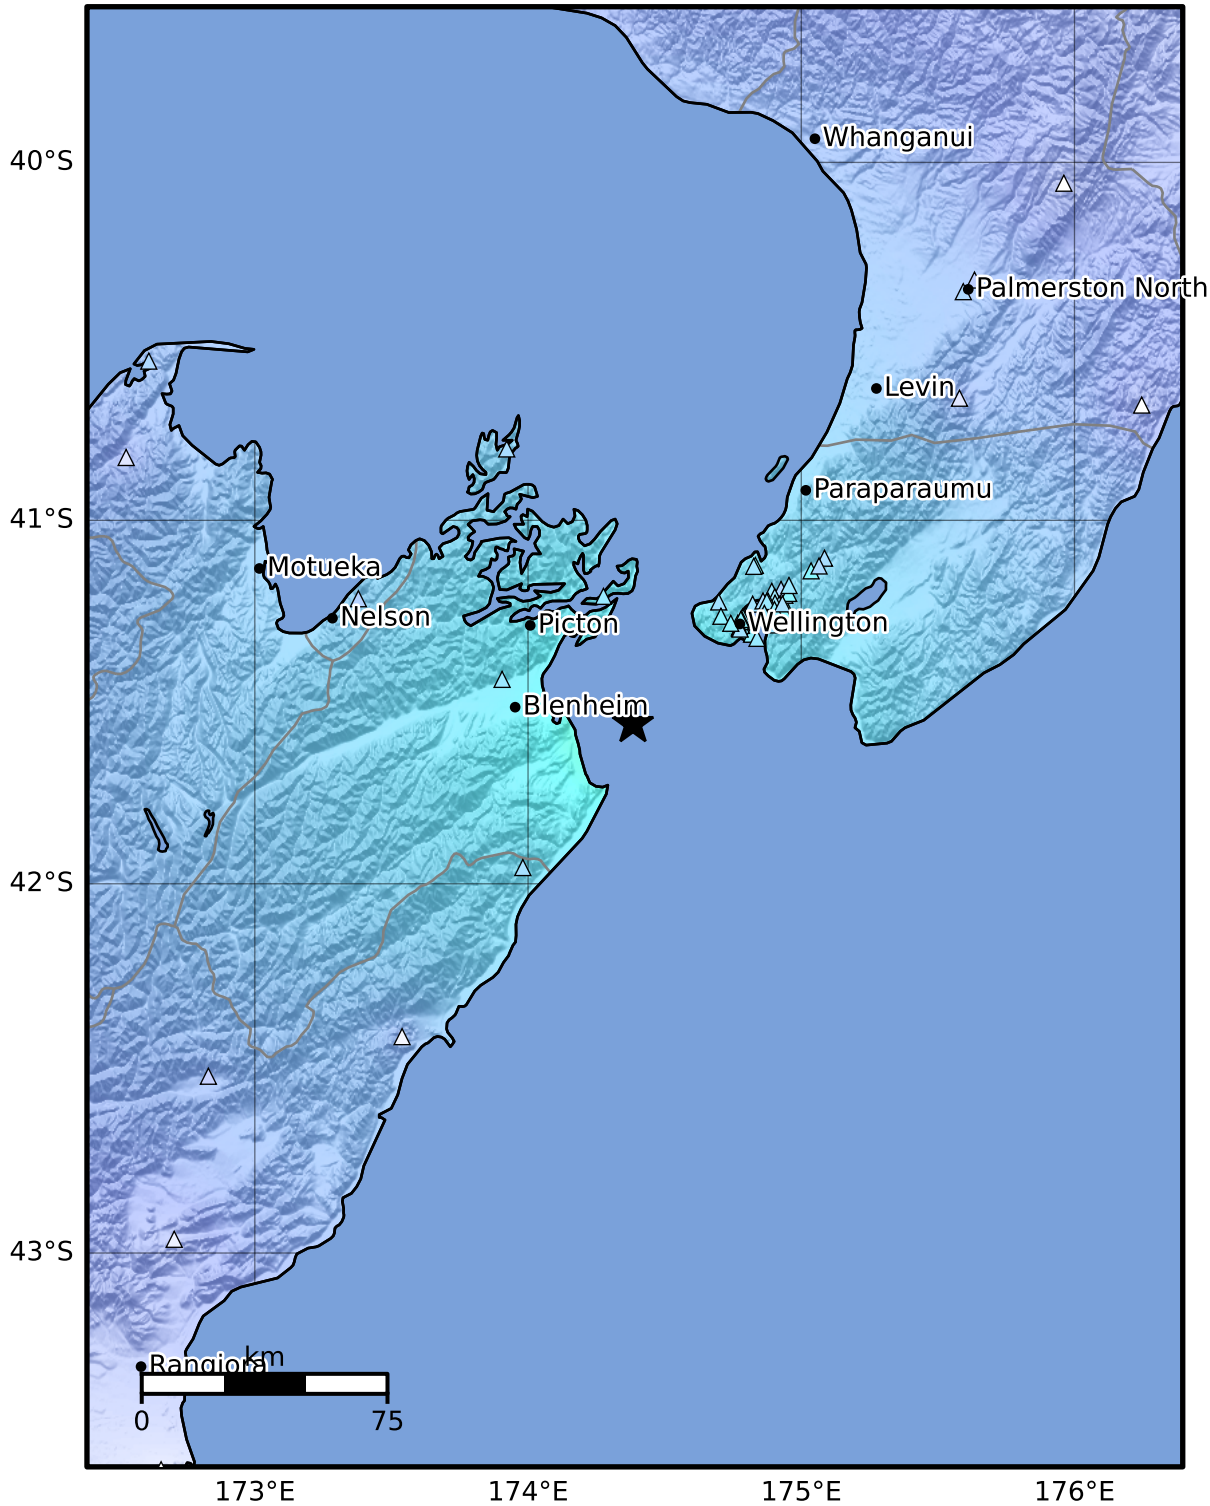 Whanganui
40°S
Palmerston North
Levin
Paraparaumu
41°S
Motueka
Nelson
Picton
Wellington
Blenheim
42°S
43°S
km
Rangiora
0
75
173°E
174°E
175°E
176°E